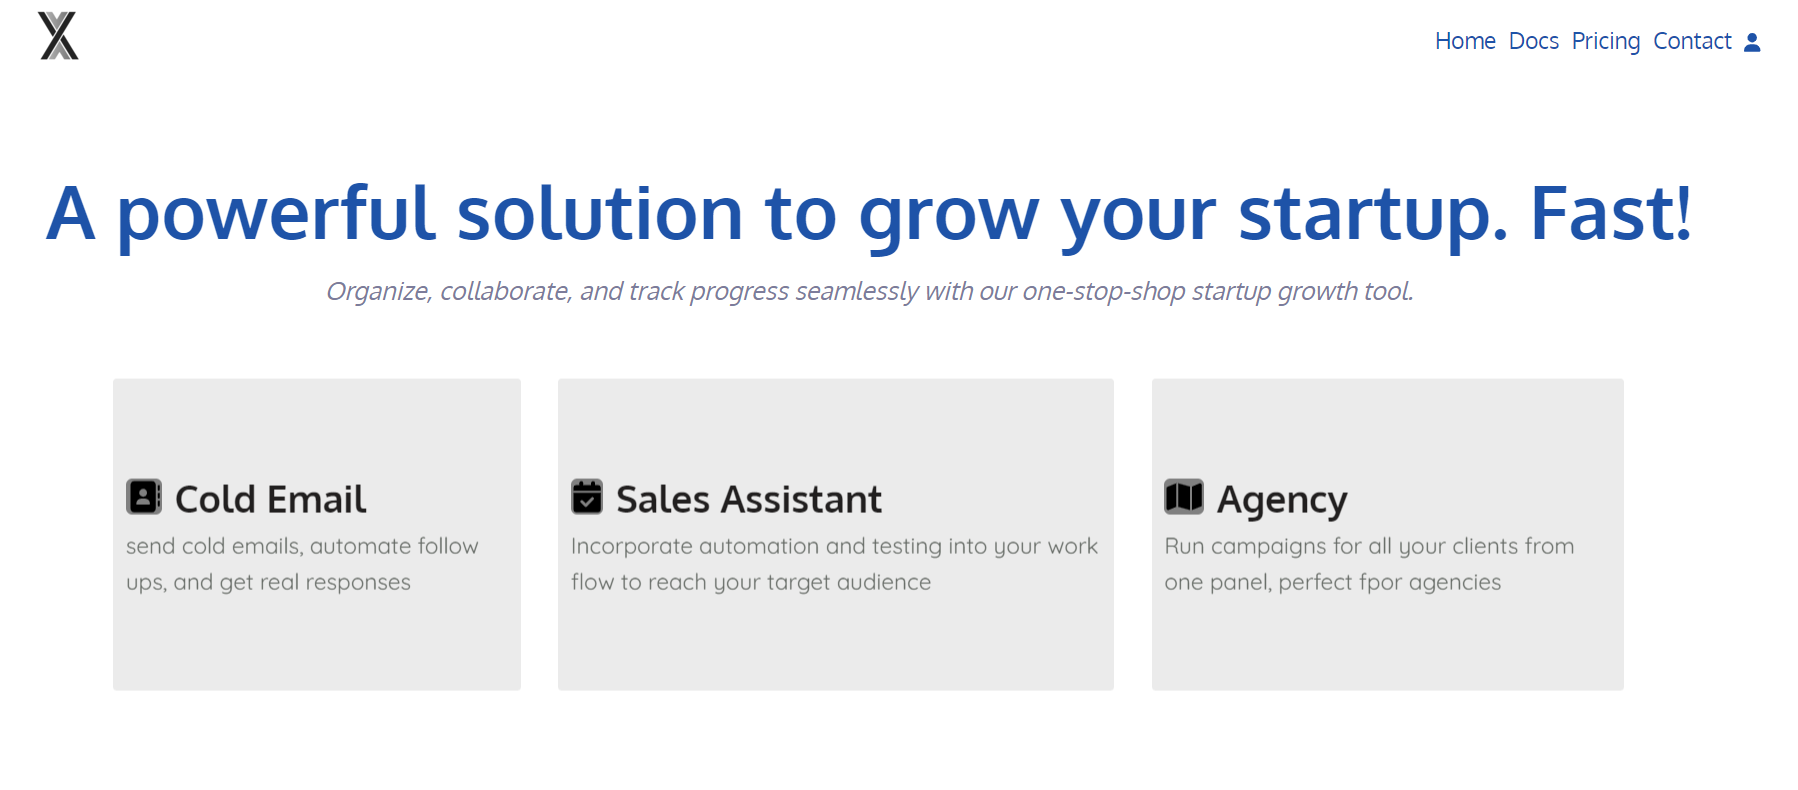 Home Docs Pricing Contact
A powerful solution to grow your startup. Fast!
Organize, collaborate, and track progress seamlessly with our one-stop-shop startup growth tool.
Cold Email
send cold emails, automate follow
ups, and get real responses
Sales Assistant
Incorporate automation and testing into your work
flow to reach your target audience
Agency
Run campaigns for all your clients from
one panel, perfect fpor agencies